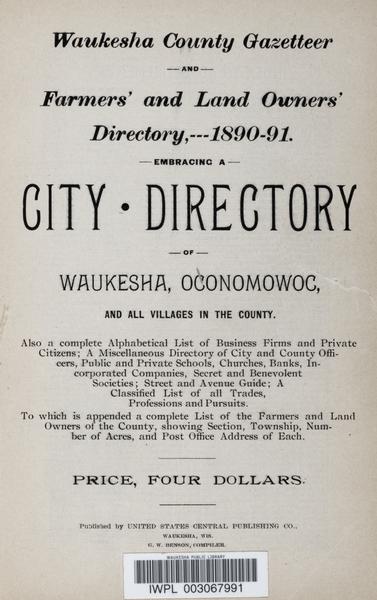 Waukesha County Gazetteer
—AND—
Farmers' and Land Owners'
Directory,---1890-91.
—EMBRACING A—
CITY • DIRECTORY
—OF—
WAUKESHA, OCONOMOWOC,
AND ALL VILLAGES IN THE COUNTY.
Also a complete Alphabetical List of Business Firms and Private
Citizens; A Miscellaneous Directory of City and County Offi-
cers, Public and Private Schools, Churches, Banks, In-
corporated Companies, Secret and Benevolent
Societies; Street and Avenue Guide; A
Classified List of all Trades,
Professions and Pursuits.
To which is appended a complete List of the Farmers and Land
Owners of the County, showing Section, Township, Num-
ber of Acres, and Post Office Address of Each.
PRICE, FOUR DOLLARS.
Published by UNITED STATES CENTRAL PUBLISHING CO.,
WAUKESHA, WIS.
G. W. BENSON, COMPILER.
WAUKESHA PUBLIC LIBRARY
IWPL 003067991